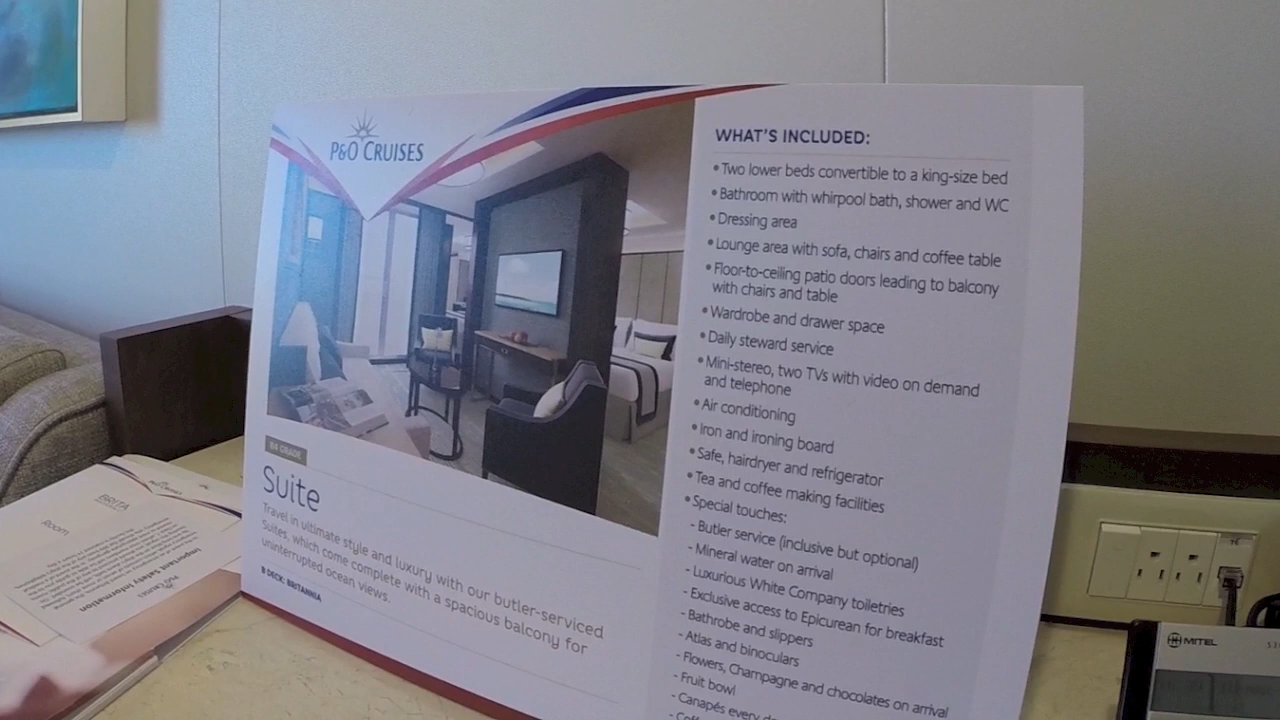 P&O CRUISES
B4 GRADE
Suite
Travel in ultimate style and luxury with our butler-serviced
Suites, which come complete with a spacious balcony for
uninterrupted ocean views.
B DECK: BRITANNIA
WHAT'S INCLUDED:
• Two lower beds convertible to a king-size bed
• Bathroom with whirpool bath, shower and WC
• Dressing area
• Lounge area with sofa, chairs and coffee table
• Floor-to-ceiling patio doors leading to balcony
with chairs and table
• Wardrobe and drawer space
• Daily steward service
• Mini-stereo, two TVs with video on demand
and telephone
• Air conditioning
• Iron and ironing board
• Safe, hairdryer and refrigerator
• Tea and coffee making facilities
• Special touches:
- Butler service (inclusive but optional)
- Mineral water on arrival
- Luxurious White Company toiletries
- Exclusive access to Epicurean for breakfast
- Bathrobe and slippers
- Atlas and binoculars
- Flowers, Champagne and chocolates on arrival
- Fruit bowl
- Canapés every
P&O CRUISES
Important Safety Information
Room
MITEL